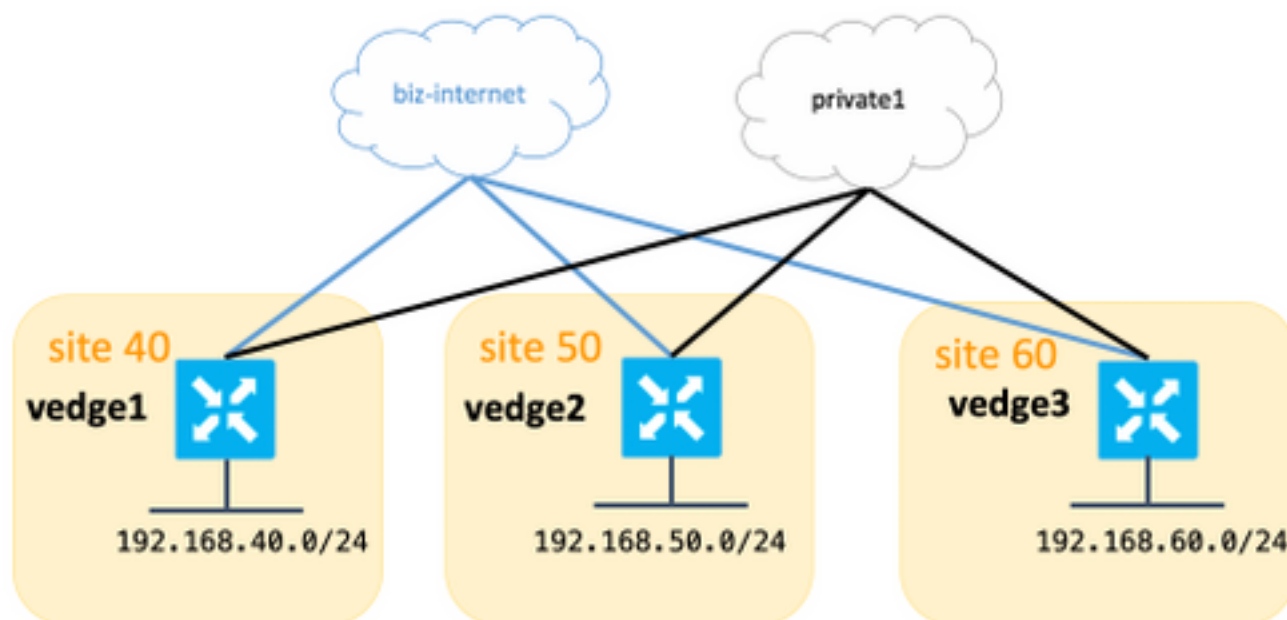 biz-internet
private1
site 40
vedge1
192.168.40.0/24
site 50
vedge2
192.168.50.0/24
site 60
vedge3
192.168.60.0/24